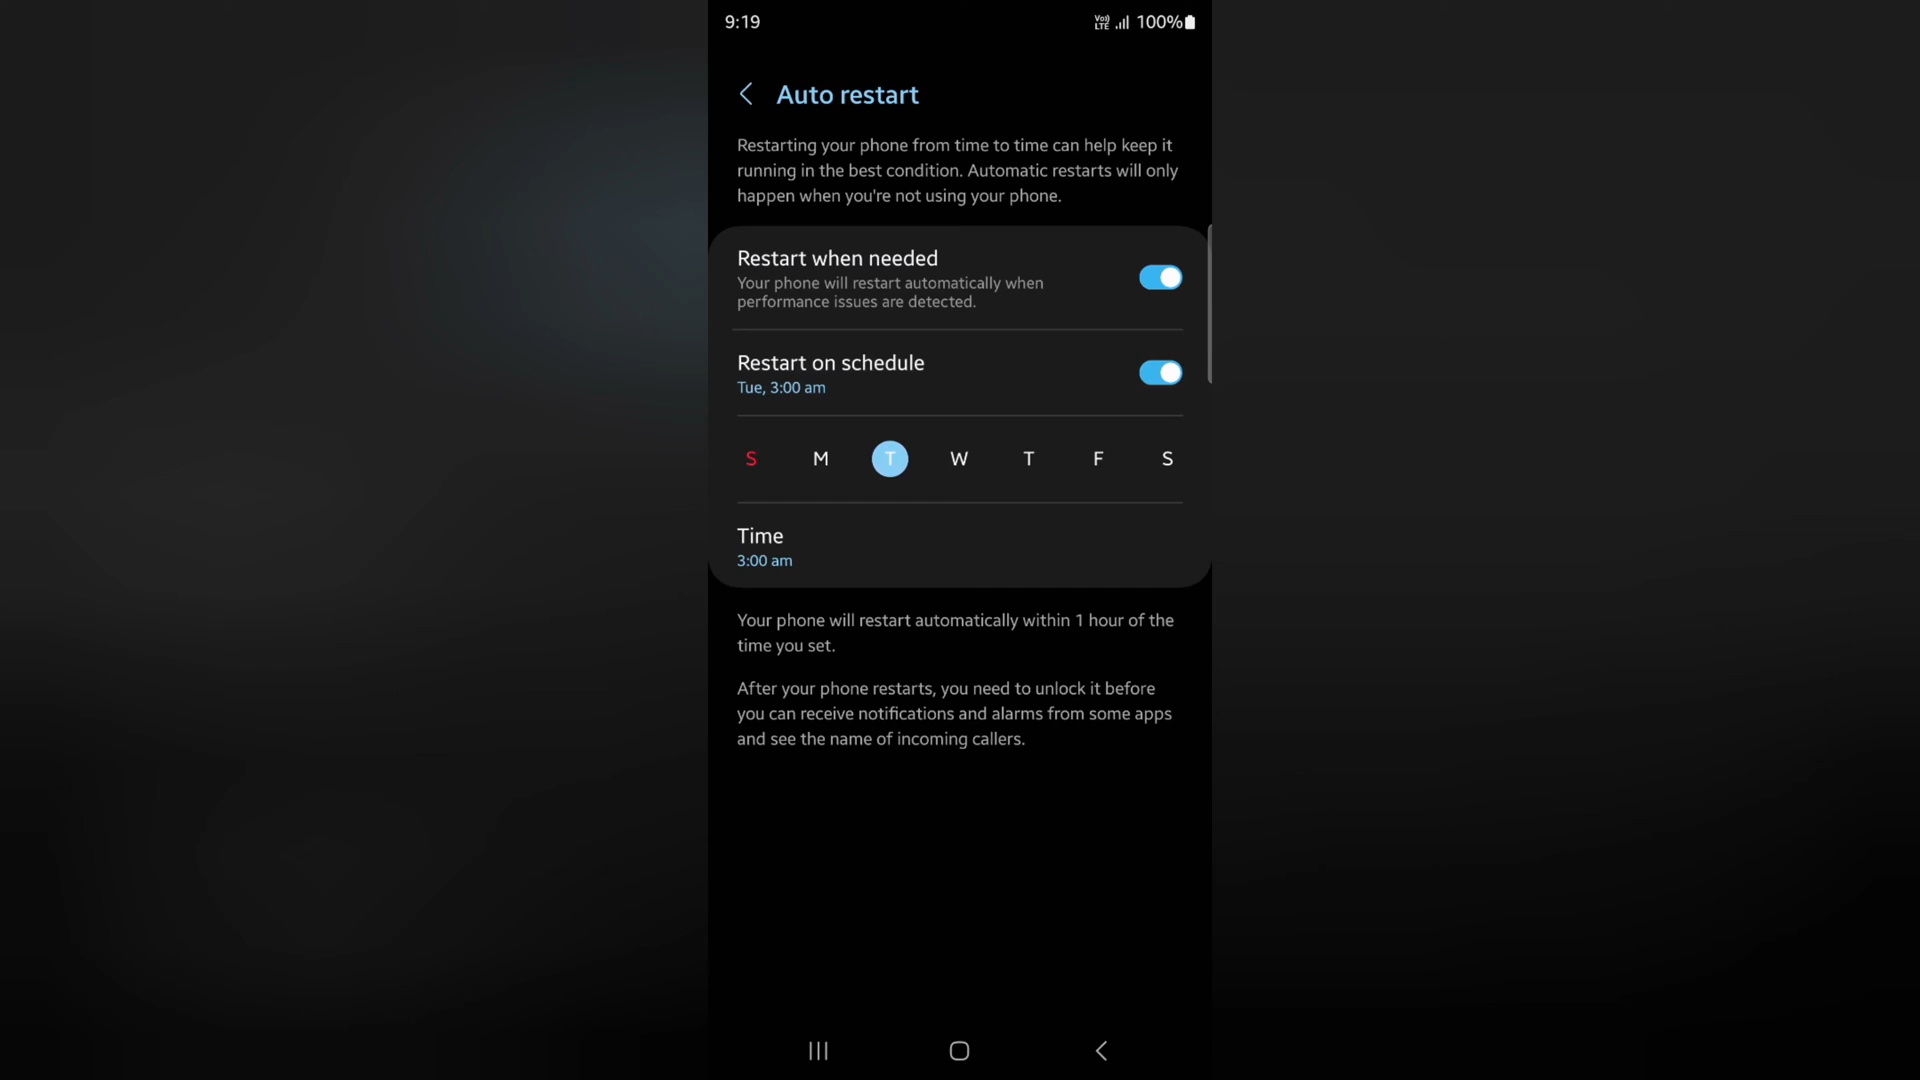 9:19
Vo) LTE 100%
Auto restart
Restarting your phone from time to time can help keep it
running in the best condition. Automatic restarts will only
happen when you're not using your phone.
Restart when needed
Your phone will restart automatically when
performance issues are detected.
Restart on schedule
Tue, 3:00 am
S M T W T F S
Time
3:00 am
Your phone will restart automatically within 1 hour of the
time you set.
After your phone restarts, you need to unlock it before
you can receive notifications and alarms from some apps
and see the name of incoming callers.